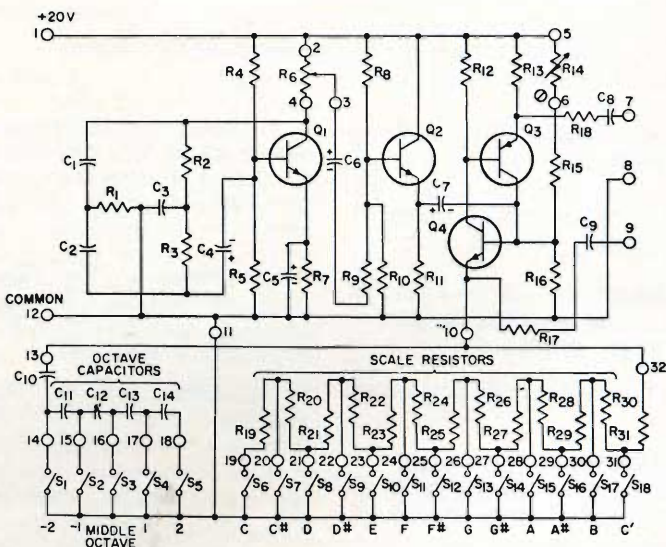 +20V
1 2 5
R4 R6 R8 R12 R13 R14
4 3 6 C8 7
Q1 Q2 Q3 R18
C1 R2 C6 8
R1 C3 C7 R15
C9 9
Q4
C2 R3 C4 R5 C5 R7 R9 R10 R11 R16
COMMON
12 11 10 R17
13 OCTAVE CAPACITORS SCALE RESISTORS 32
C10
C11 C12 C13 C14
R20 R22 R24 R26 R28 R30
R19 R21 R23 R25 R27 R29 R31
14 15 16 17 18 19 20 21 22 23 24 25 26 27 28 29 30 31
S1 S2 S3 S4 S5 S6 S7 S8 S9 S10 S11 S12 S13 S14 S15 S16 S17 S18
-2 -1 MIDDLE OCTAVE 1 2 C C# D D# E F F# G G# A A# B C'